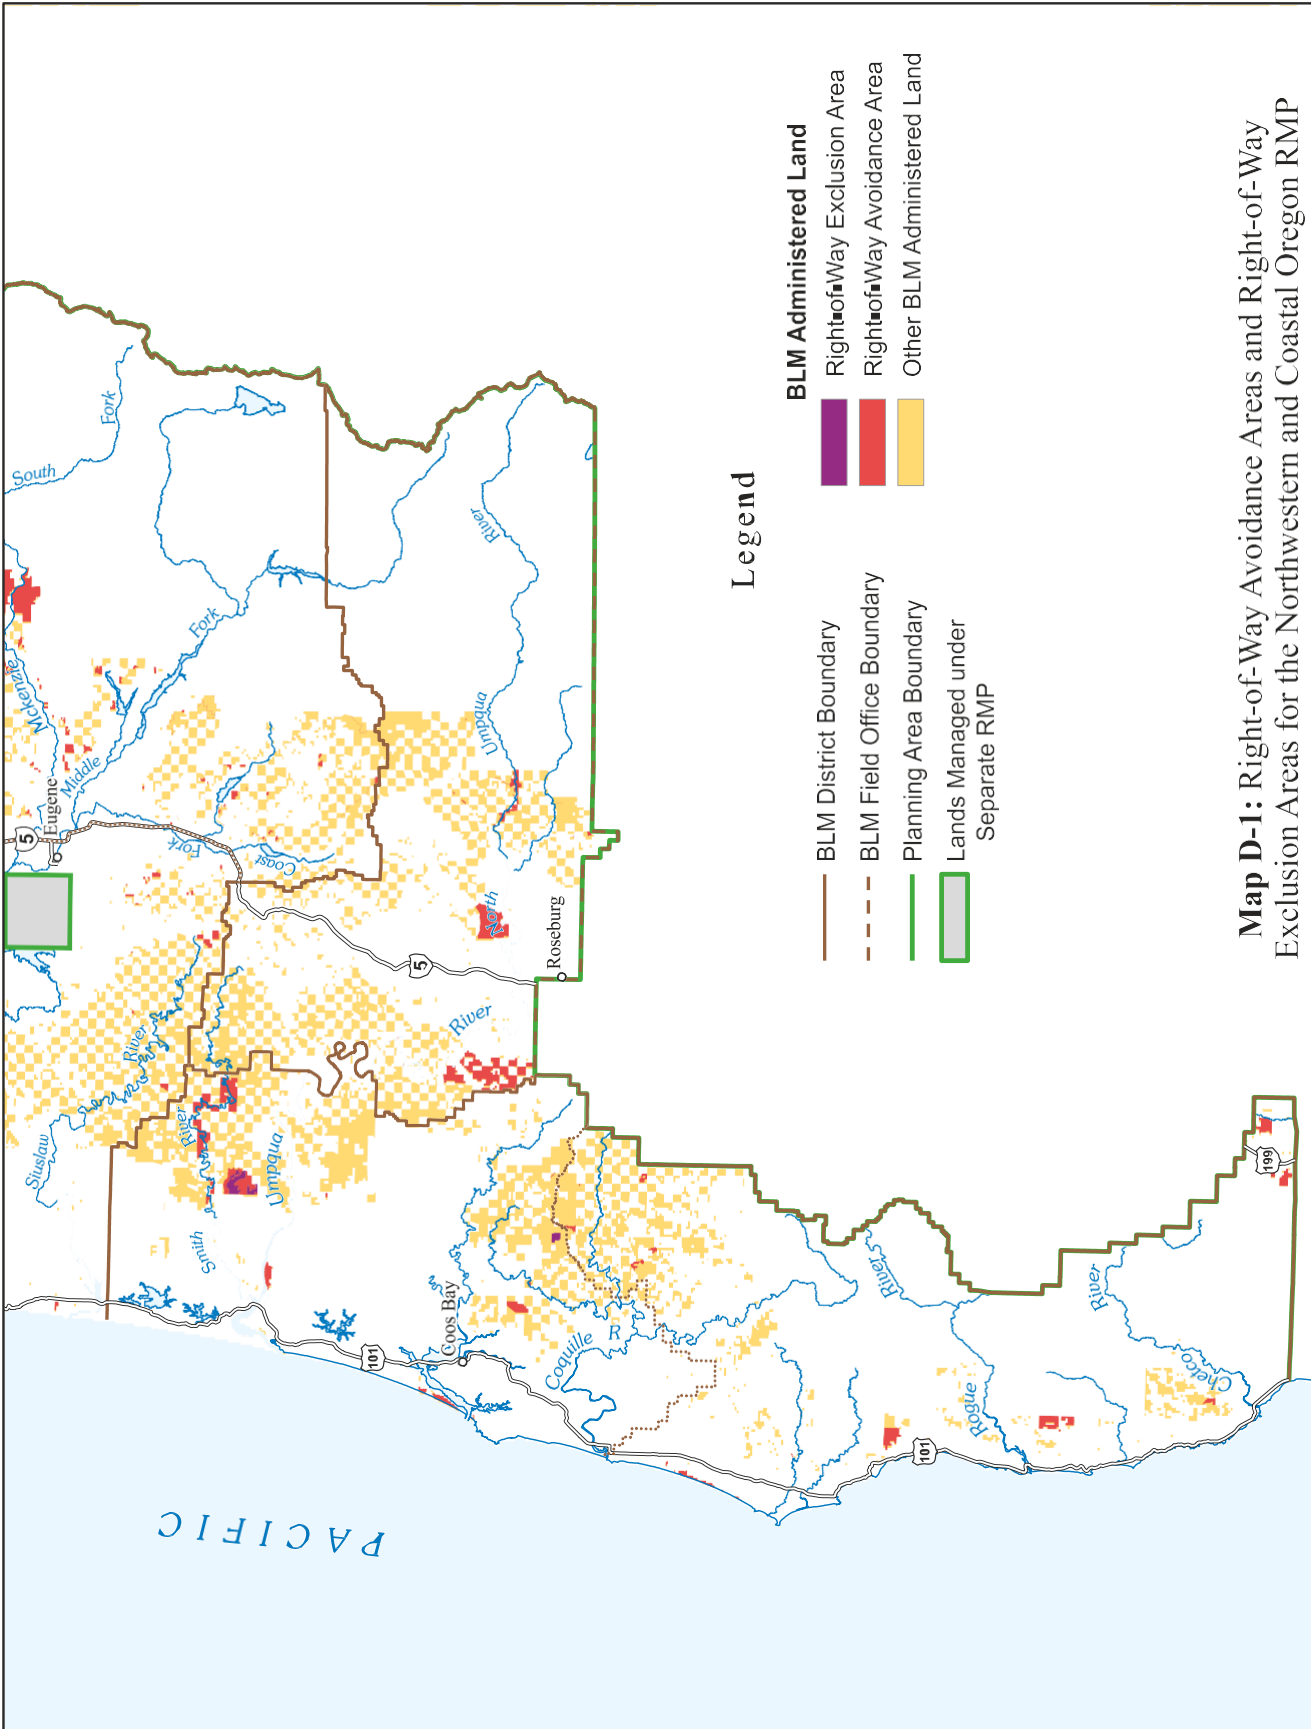 South
Fork
Mckenzie
Fork
Middle
Eugene
5
Fork
Coast
Umpqua
River
North
Roseburg
5
River
Siuslaw
River
River
Umpqua
Smith
101
Coos Bay
Coquille
R
Rivers
River
Rogue
Chetco
101
199
PACIFIC
Legend
BLM District Boundary
BLM Field Office Boundary
Planning Area Boundary
Lands Managed under
Separate RMP
BLM Administered Land
Right-of-Way Exclusion Area
Right-of-Way Avoidance Area
Other BLM Administered Land
Map D-1: Right-of-Way Avoidance Areas and Right-of-Way
Exclusion Areas for the Northwestern and Coastal Oregon RMP